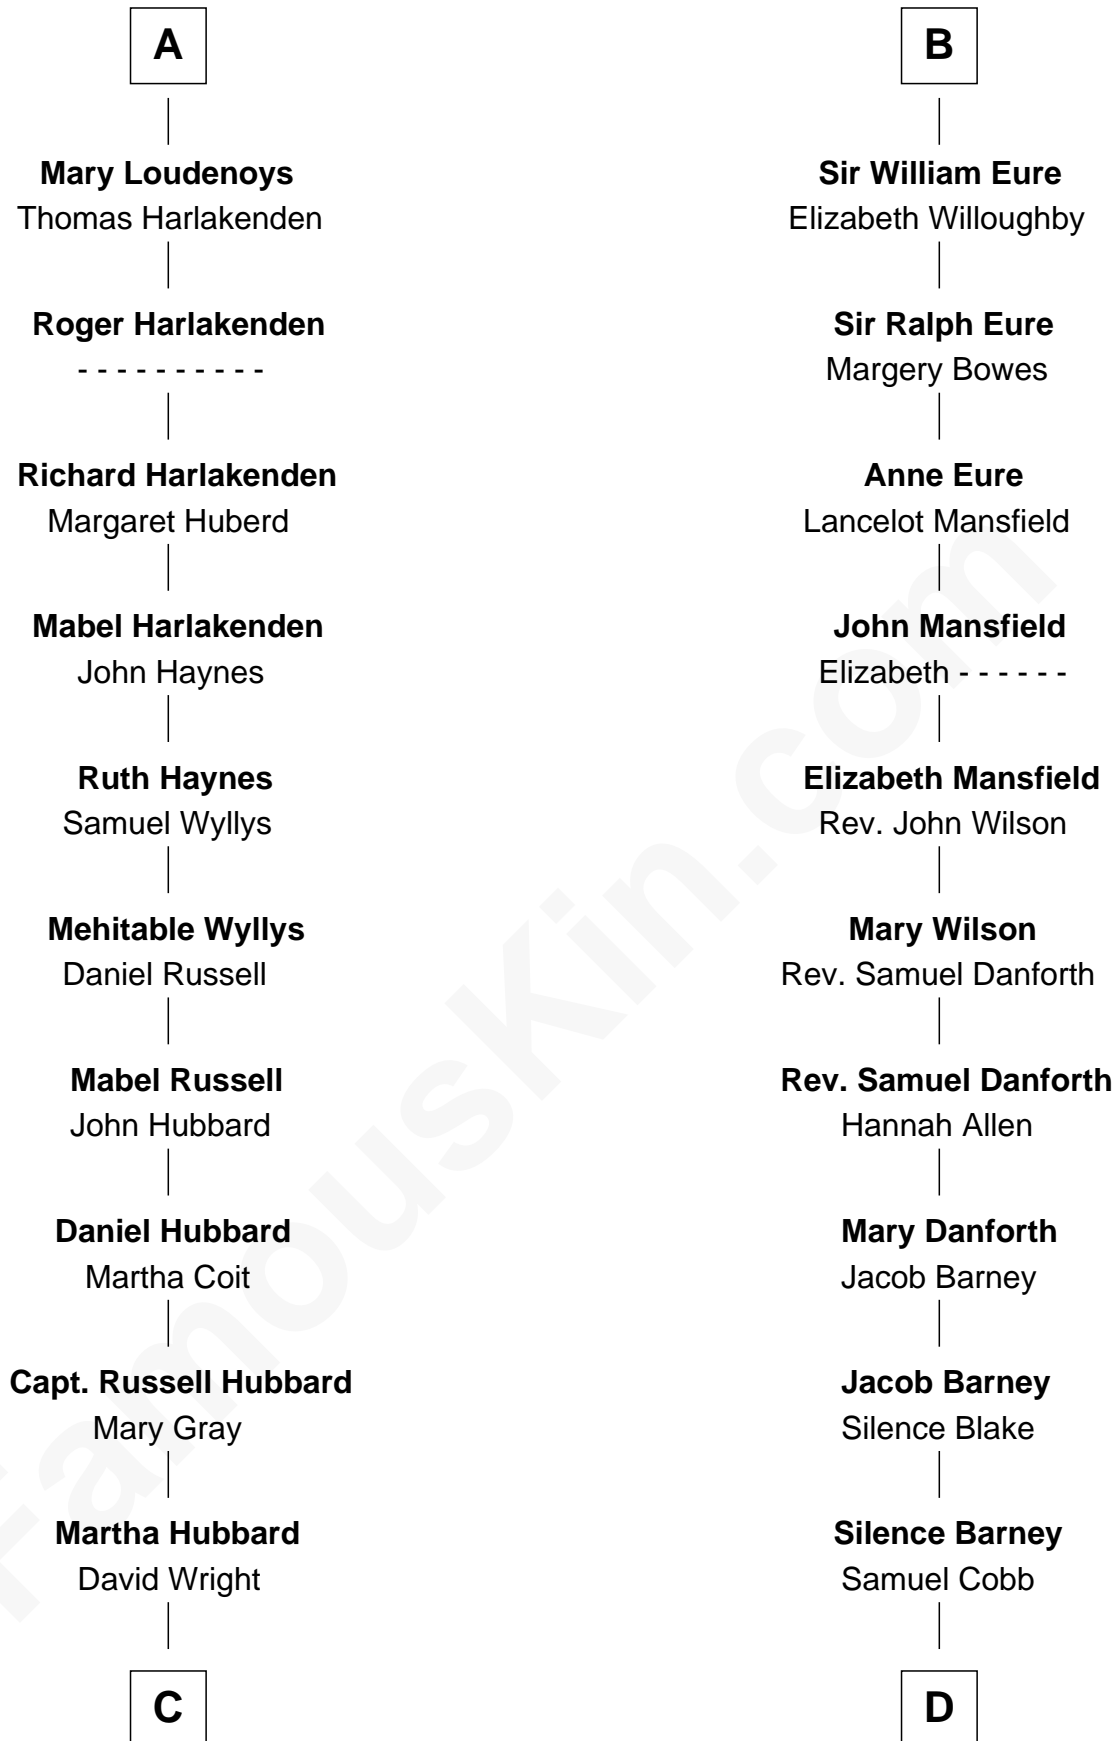 A
Mary Loudenoys
Thomas Harlakenden
Roger Harlakenden
- - - - - - - - - -
Richard Harlakenden
Margaret Huberd
Mabel Harlakenden
John Haynes
Ruth Haynes
Samuel Wyllys
Mehitable Wyllys
Daniel Russell
Mabel Russell
John Hubbard
Daniel Hubbard
Martha Coit
Capt. Russell Hubbard
Mary Gray
Martha Hubbard
David Wright
C
B
Sir William Eure
Elizabeth Willoughby
Sir Ralph Eure
Margery Bowes
Anne Eure
Lancelot Mansfield
John Mansfield
Elizabeth - - - - - -
Elizabeth Mansfield
Rev. John Wilson
Mary Wilson
Rev. Samuel Danforth
Rev. Samuel Danforth
Hannah Allen
Mary Danforth
Jacob Barney
Jacob Barney
Silence Blake
Silence Barney
Samuel Cobb
D
FamousKin.com